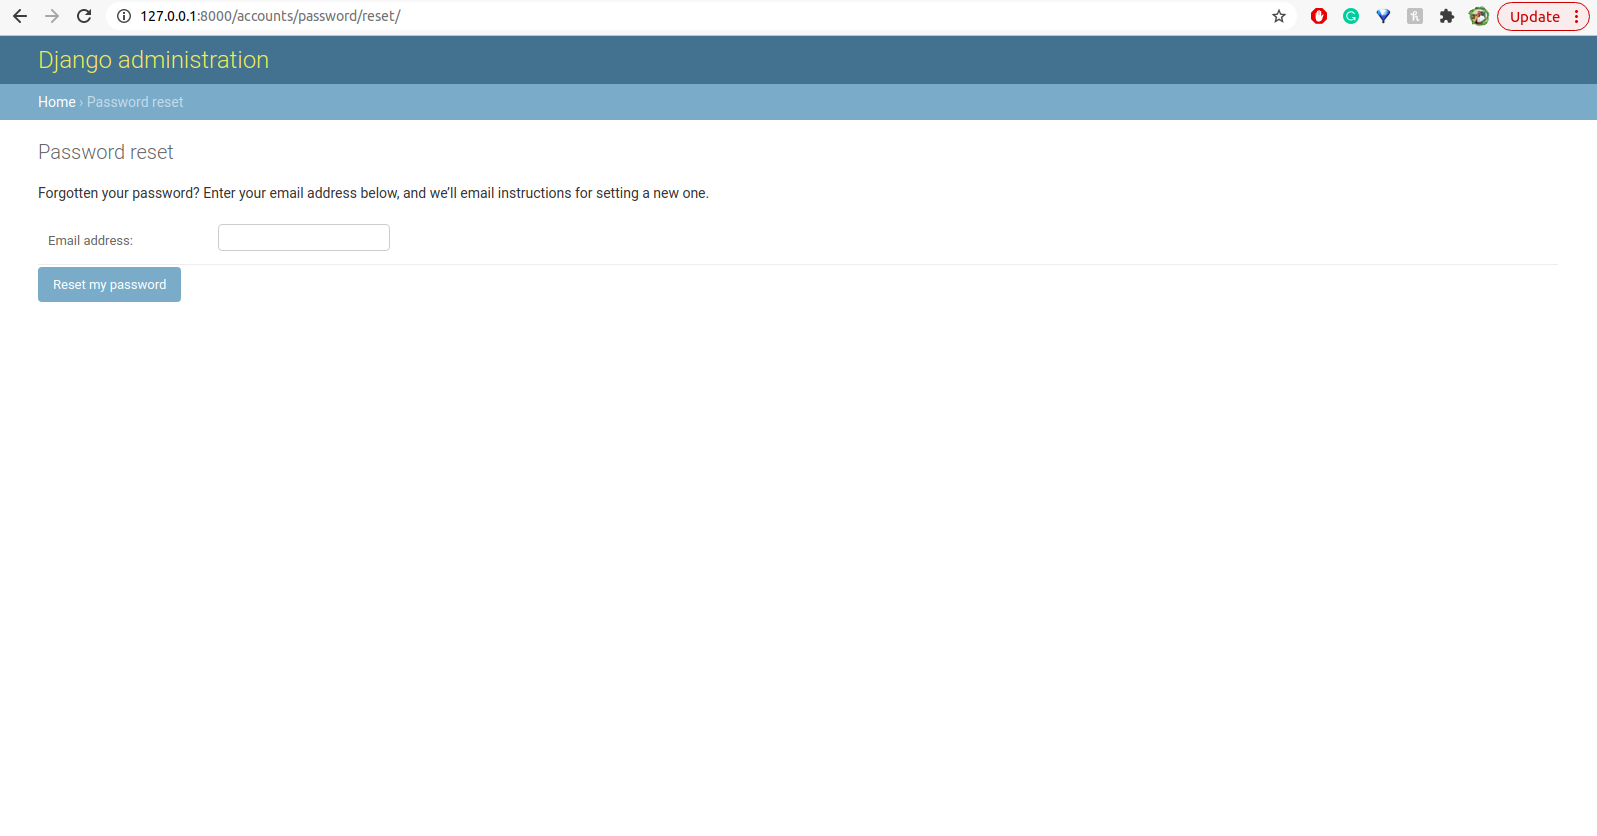 127.0.0.1:8000/accounts/password/reset/
Update
Django administration
Home › Password reset
Password reset
Forgotten your password? Enter your email address below, and we’ll email instructions for setting a new one.
Email address:
Reset my password